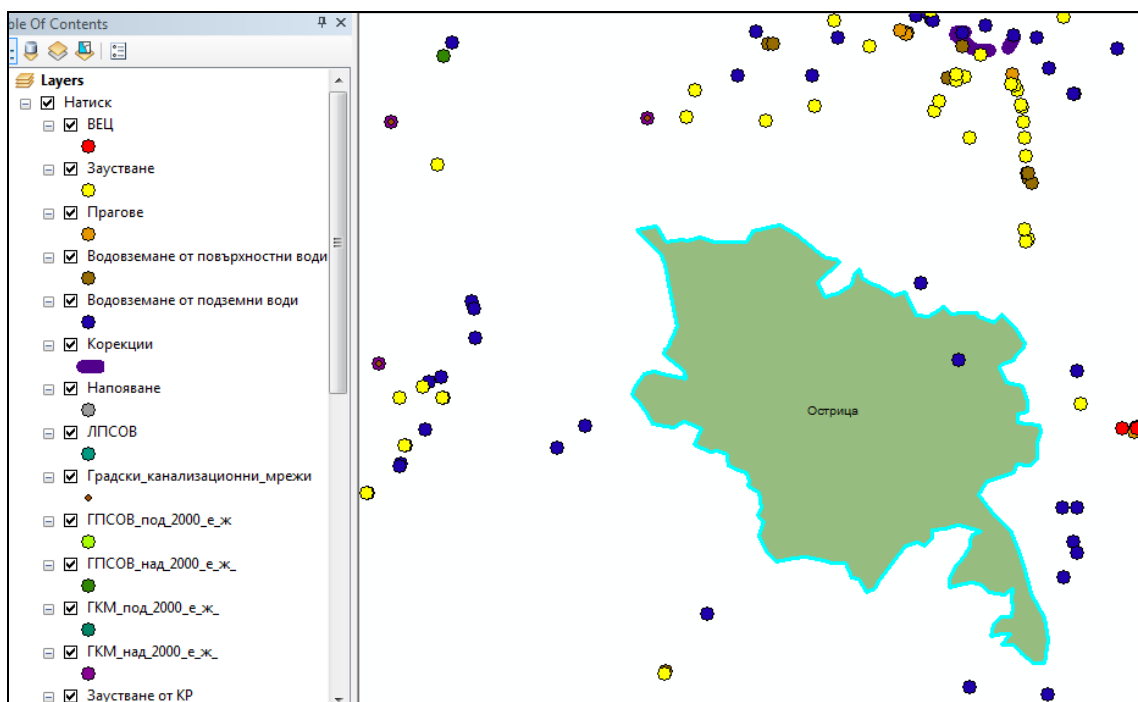 ble Of Contents
Layers
Натиск
ВЕЦ
Заустване
Прагове
Водовземане от повърхностни води
Водовземане от подземни води
Корекции
Напояване
ЛПСОВ
Градски_канализационни_мрежи
ГПСОВ_под_2000_е_ж
ГПСОВ_над_2000_е_ж_
ГКМ_под_2000_е_ж_
ГКМ_над_2000_е_ж_
Заустване от КР
Острица